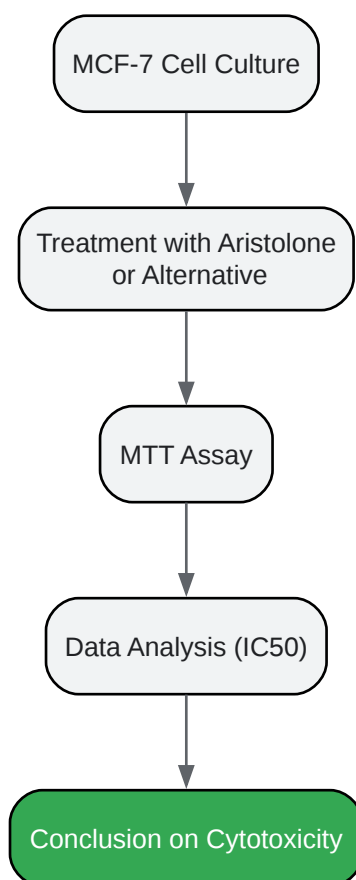 MCF-7 Cell Culture
Treatment with Aristolone
or Alternative
MTT Assay
Data Analysis (IC50)
Conclusion on Cytotoxicity